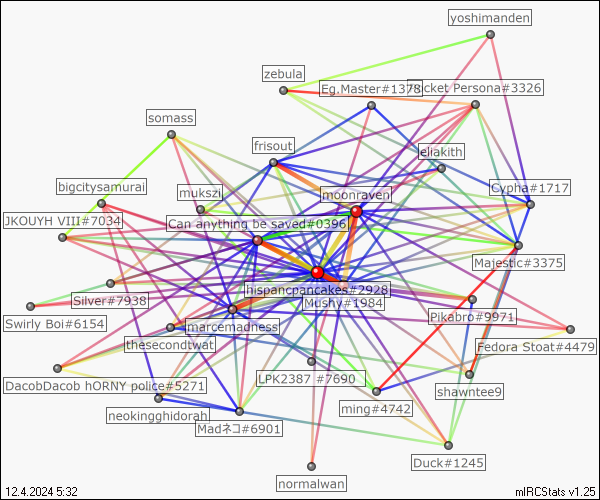 yoshimanden
zebula
Eg.Master#1378
cket Persona#3326
somass
frisout
eliakith
bigcitysamurai
mukszi
moonraven
Cypha#1717
JKOUYH VIII#7034
Can anything be saved#0396
Majestic#3375
hispancpancakes#2928
Silver#7938
Mushy#1984
Swirly Boi#6154
marcemadness
Pikabro#9971
thesecondtwat
Fedora Stoat#4479
DacobDacob hORNY police#5271
LPK2387 #7690
shawntee9
neokingghidorah
ming#4742
Madネコ#6901
Duck#1245
normalwan
12.4.2024 5:32
mIRCStats v1.25